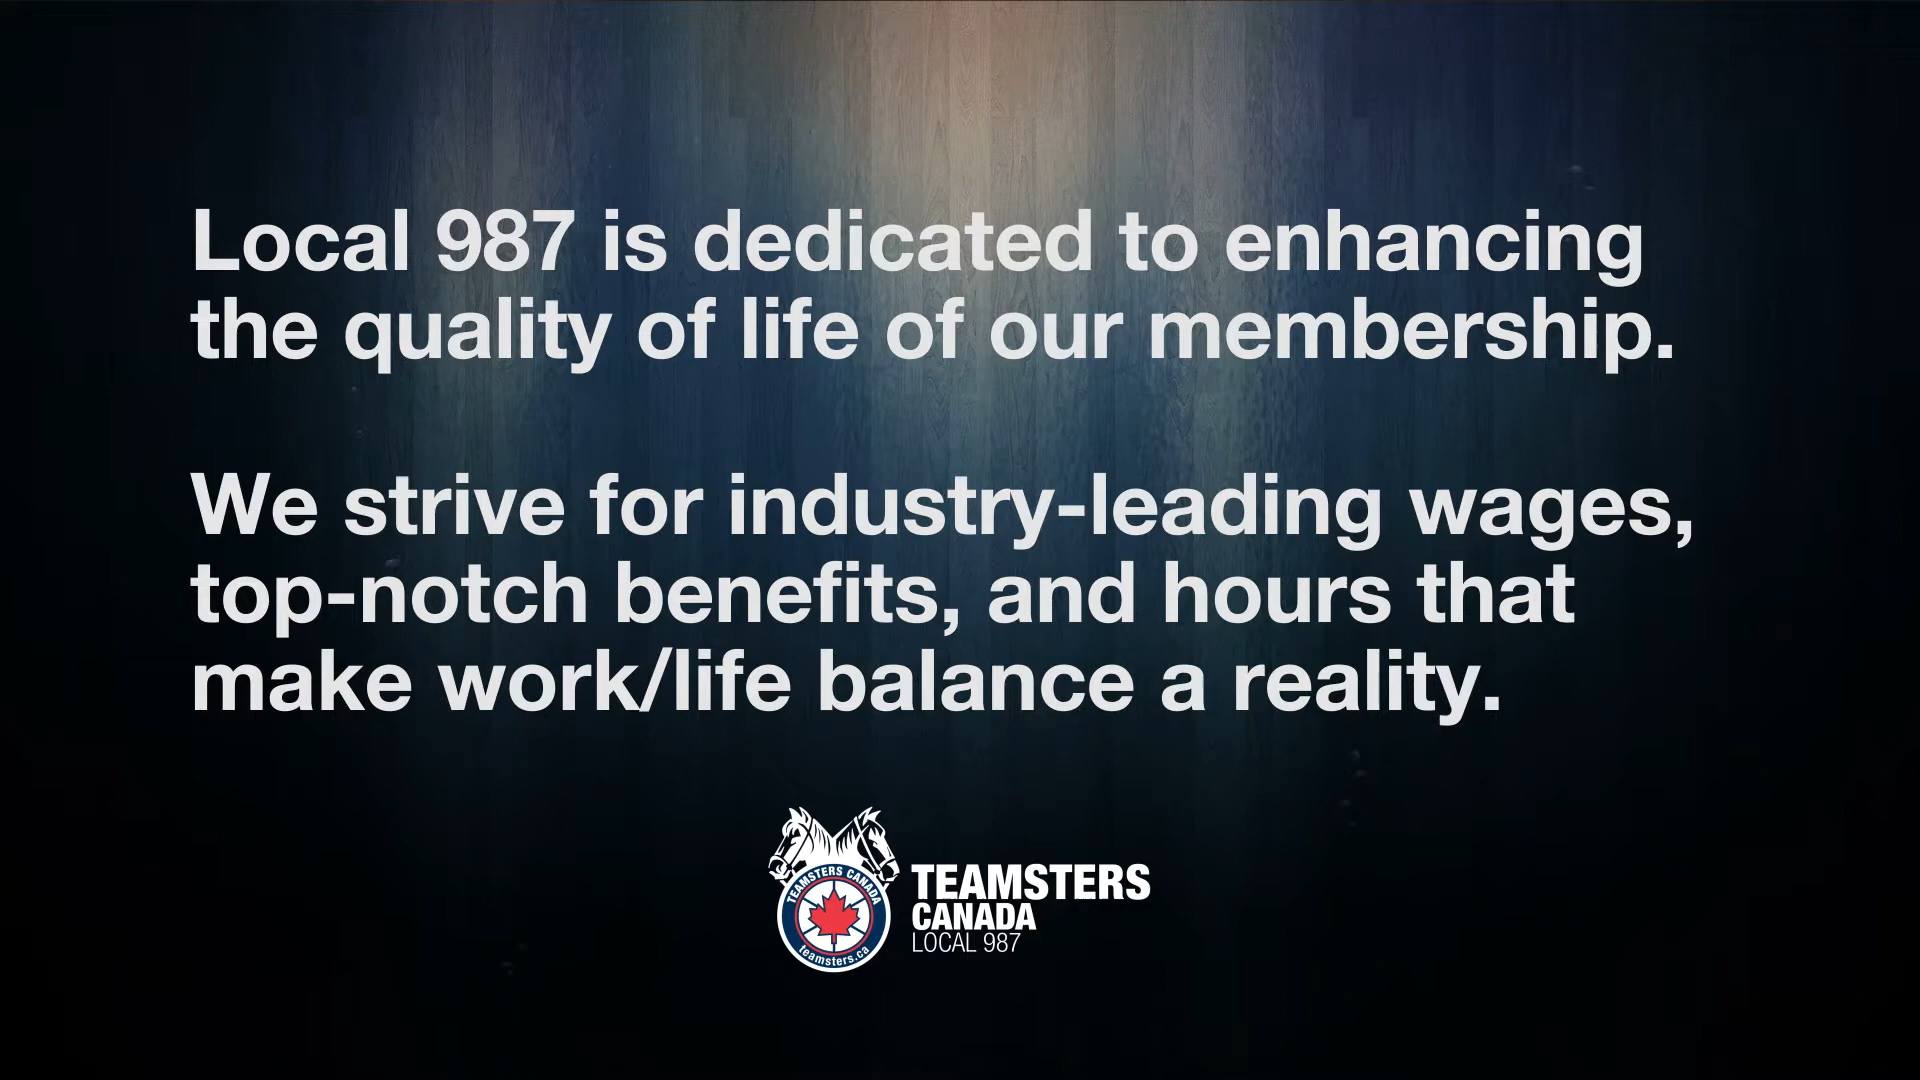 Local 987 is dedicated to enhancing
the quality of life of our membership.
We strive for industry-leading wages,
top-notch benefits, and hours that
make work/life balance a reality.
TEAMSTERS CANADA
teamsters.ca
TEAMSTERS
CANADA
LOCAL 987